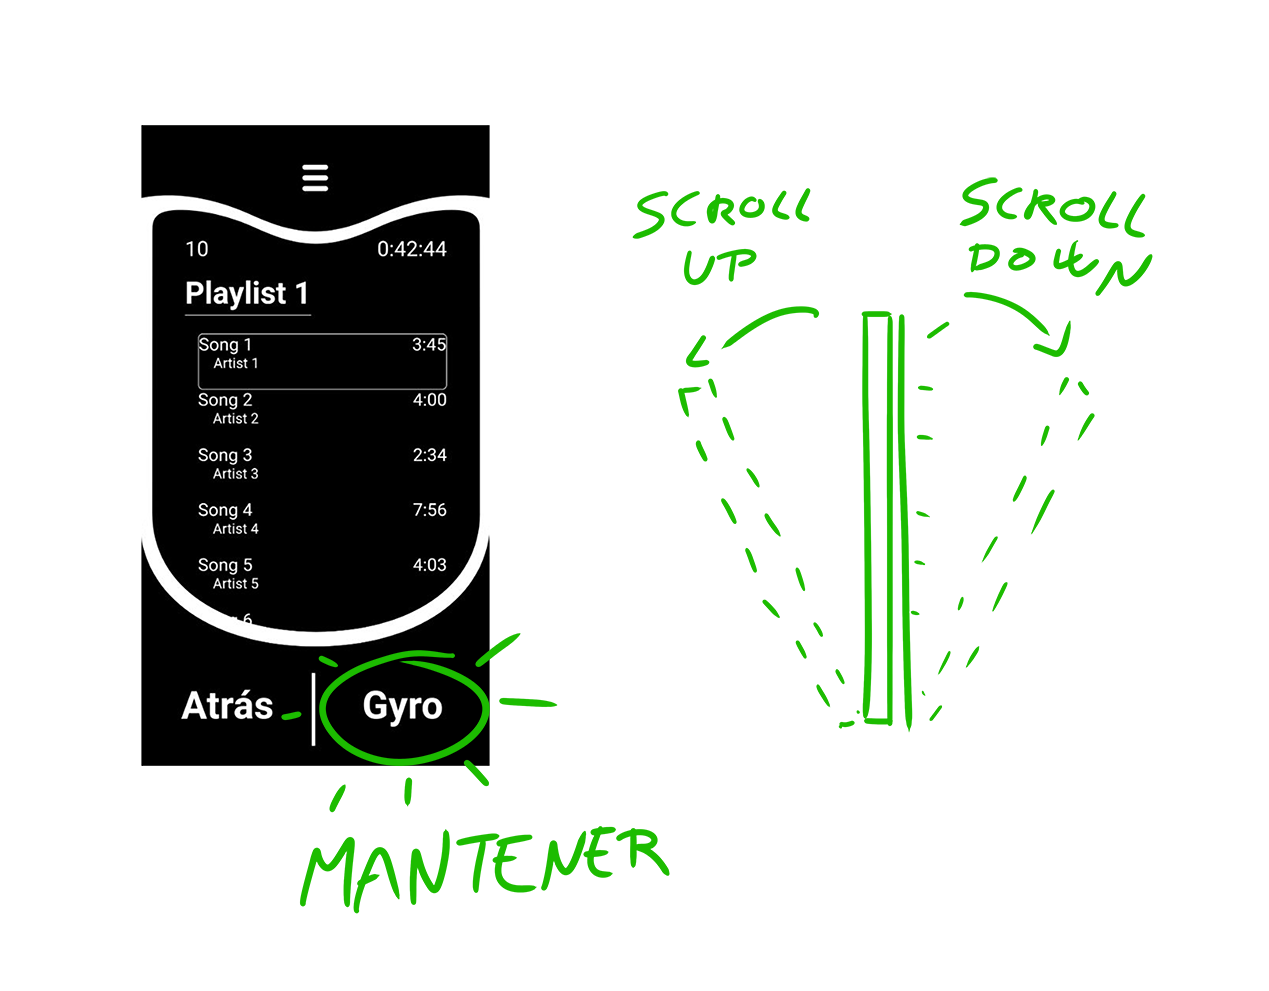 10 0:42:44
Playlist 1
Song 1 3:45
Artist 1
Song 2 4:00
Artist 2
Song 3 2:34
Artist 3
Song 4 7:56
Artist 4
Song 5 4:03
Artist 5
6
Atrás Gyro
MANTENER
SCROLL
UP
SCROLL
DOWN